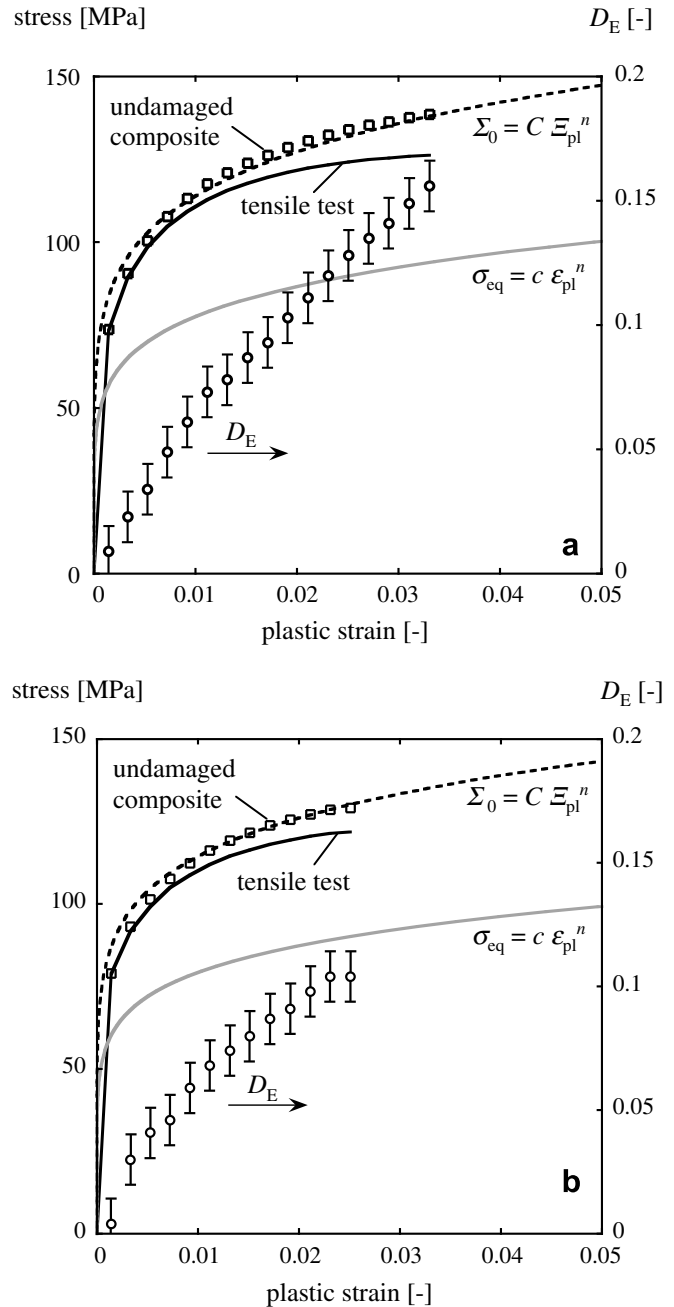 stress [MPa] D_E [-]
150 0.2
undamaged
composite
Σ₀ = C Ξ_pl^n
tensile test
0.15
100
σ_eq = c ε_pl^n
0.1
50
D_E
0.05
a
0 0
0 0.01 0.02 0.03 0.04 0.05
plastic strain [-]
stress [MPa] D_E [-]
150 0.2
undamaged
composite
Σ₀ = C Ξ_pl^n
0.15
tensile test
100
σ_eq = c ε_pl^n
0.1
50
D_E
0.05
b
0 0
0 0.01 0.02 0.03 0.04 0.05
plastic strain [-]